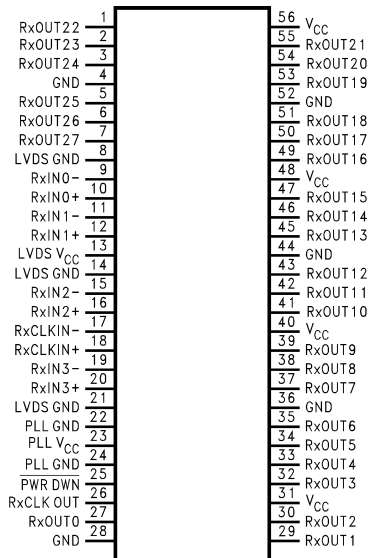 1 56
RxOUT22 VCC
2 55
RxOUT23 RxOUT21
3 54
RxOUT24 RxOUT20
4 53
GND RxOUT19
5 52
RxOUT25 GND
6 51
RxOUT26 RxOUT18
7 50
RxOUT27 RxOUT17
8 49
LVDS GND RxOUT16
9 48
RxIN0- VCC
10 47
RxIN0+ RxOUT15
11 46
RxIN1- RxOUT14
12 45
RxIN1+ RxOUT13
13 44
LVDS VCC GND
14 43
LVDS GND RxOUT12
15 42
RxIN2- RxOUT11
16 41
RxIN2+ RxOUT10
17 40
RxCLKIN- VCC
18 39
RxCLKIN+ RxOUT9
19 38
RxIN3- RxOUT8
20 37
RxIN3+ RxOUT7
21 36
LVDS GND GND
22 35
PLL GND RxOUT6
23 34
PLL VCC RxOUT5
24 33
PLL GND RxOUT4
25 32
PWR DWN RxOUT3
26 31
RxCLK OUT VCC
27 30
RxOUT0 RxOUT2
28 29
GND RxOUT1